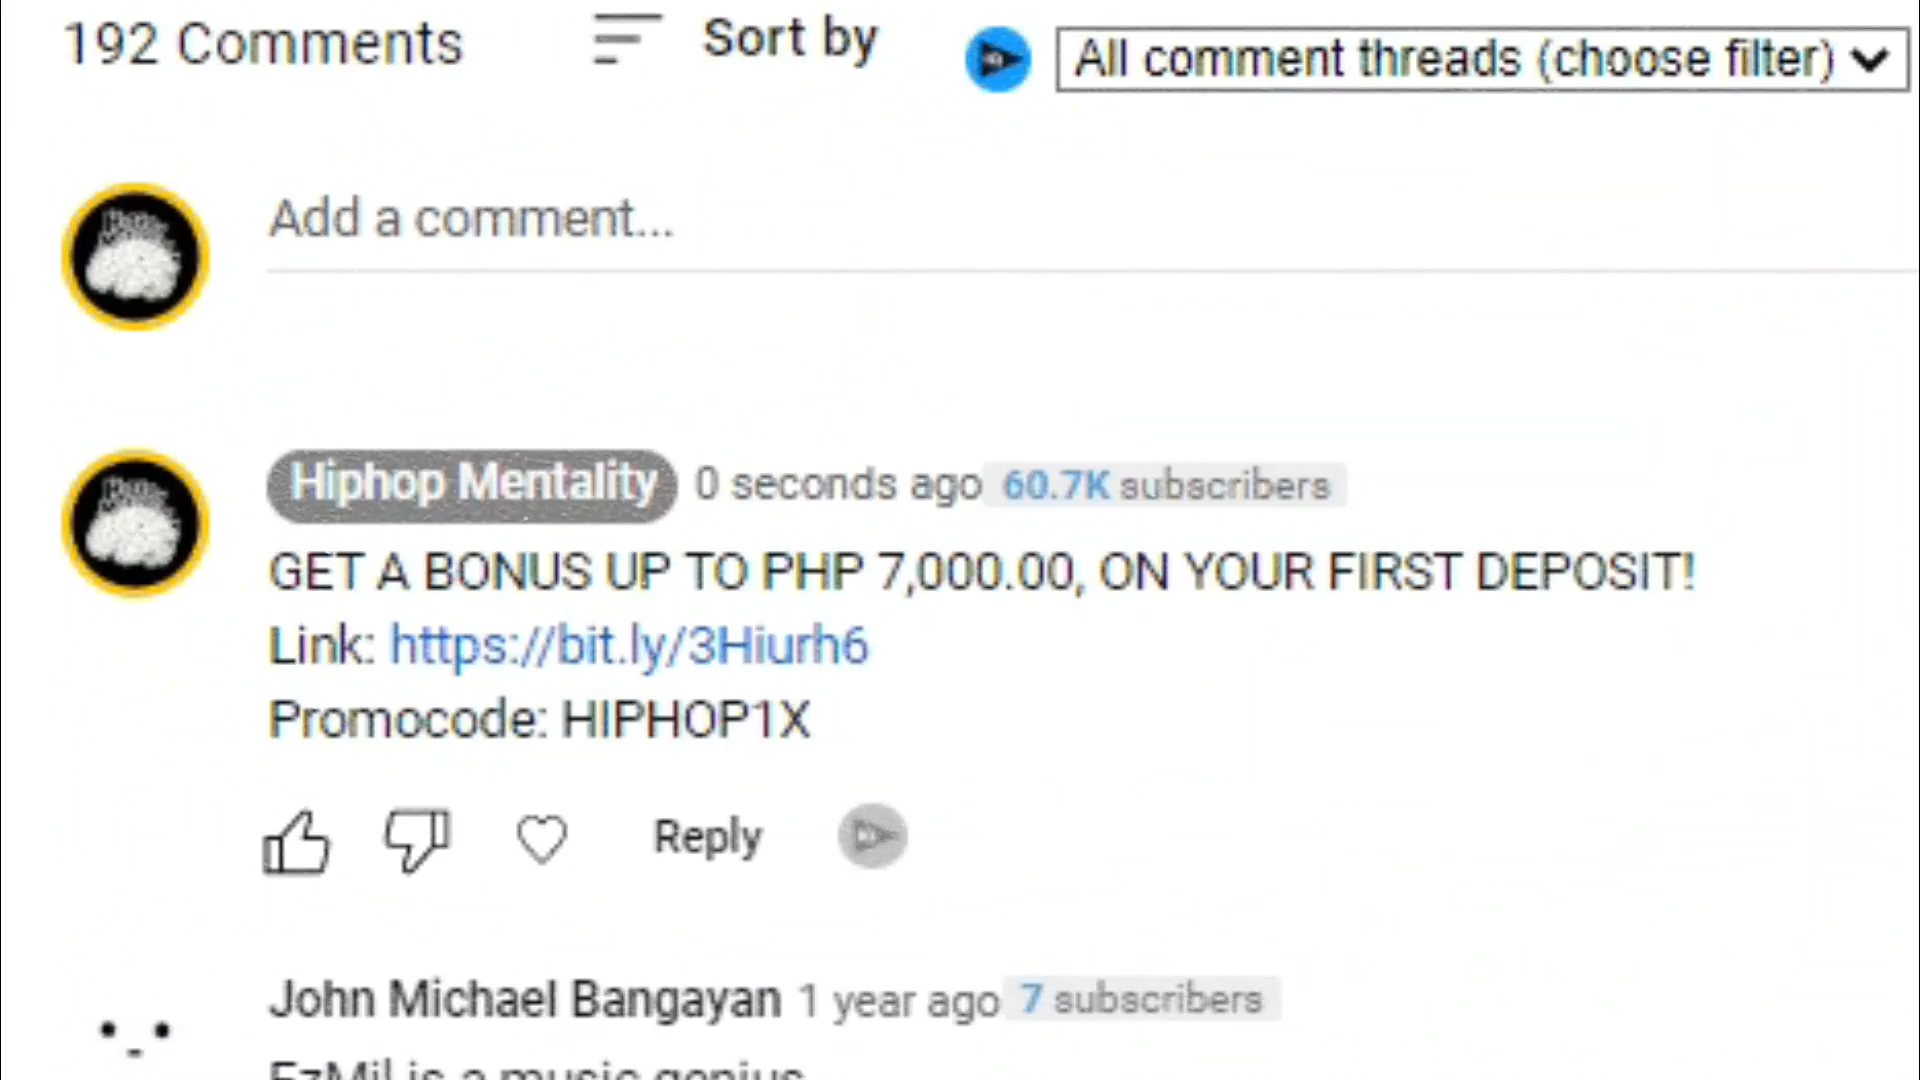 192 Comments
Sort by
All comment threads (choose filter)
Add a comment...
Hiphop Mentality 0 seconds ago 60.7K subscribers
GET A BONUS UP TO PHP 7,000.00, ON YOUR FIRST DEPOSIT!
Link: https://bit.ly/3Hiurh6
Promocode: HIPHOP1X
Reply
John Michael Bangayan 1 year ago 7 subscribers
EzMil is a music genius